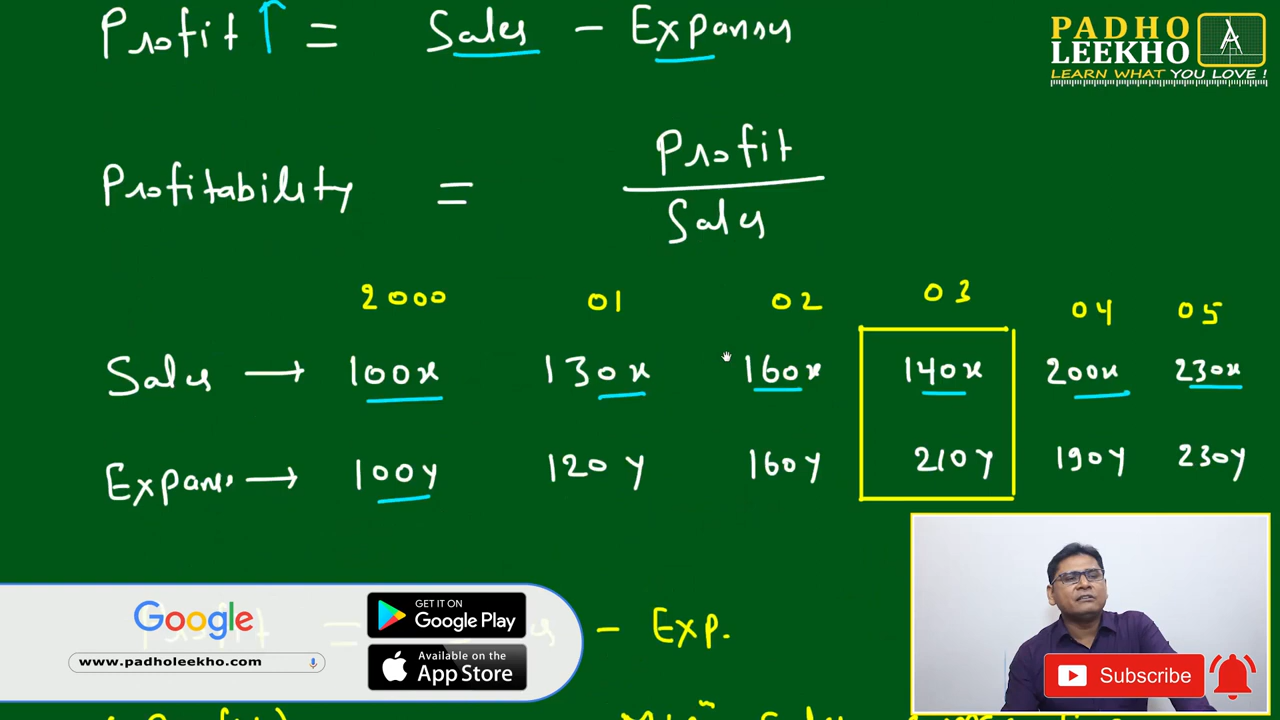 Profit ↑ = Sales - Expanses
PADHO
LEEKHO
LEARN WHAT YOU LOVE !
Profitability = Profit
Sales
2000 01 02 03 04 05
Sales → 100x 130x 160x 140x 200x 230x
Expanses → 100y 120y 160y 210y 190y 230y
= - Exp.
Google
www.padholeekho.com
GET IT ON
Google Play
Available on the
App Store
Subscribe